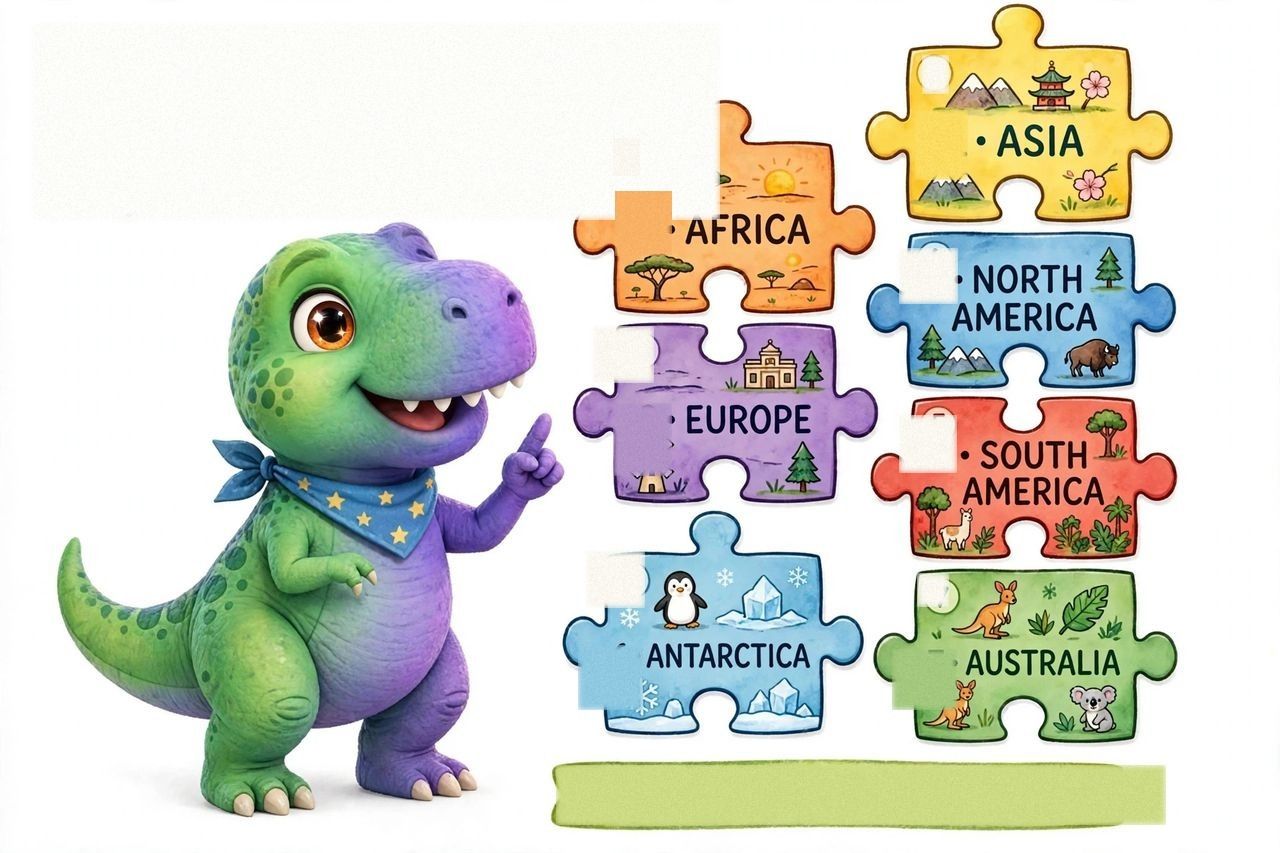 • AFRICA
• EUROPE
ANTARCTICA
• ASIA
• NORTH
AMERICA
• SOUTH
AMERICA
• AUSTRALIA